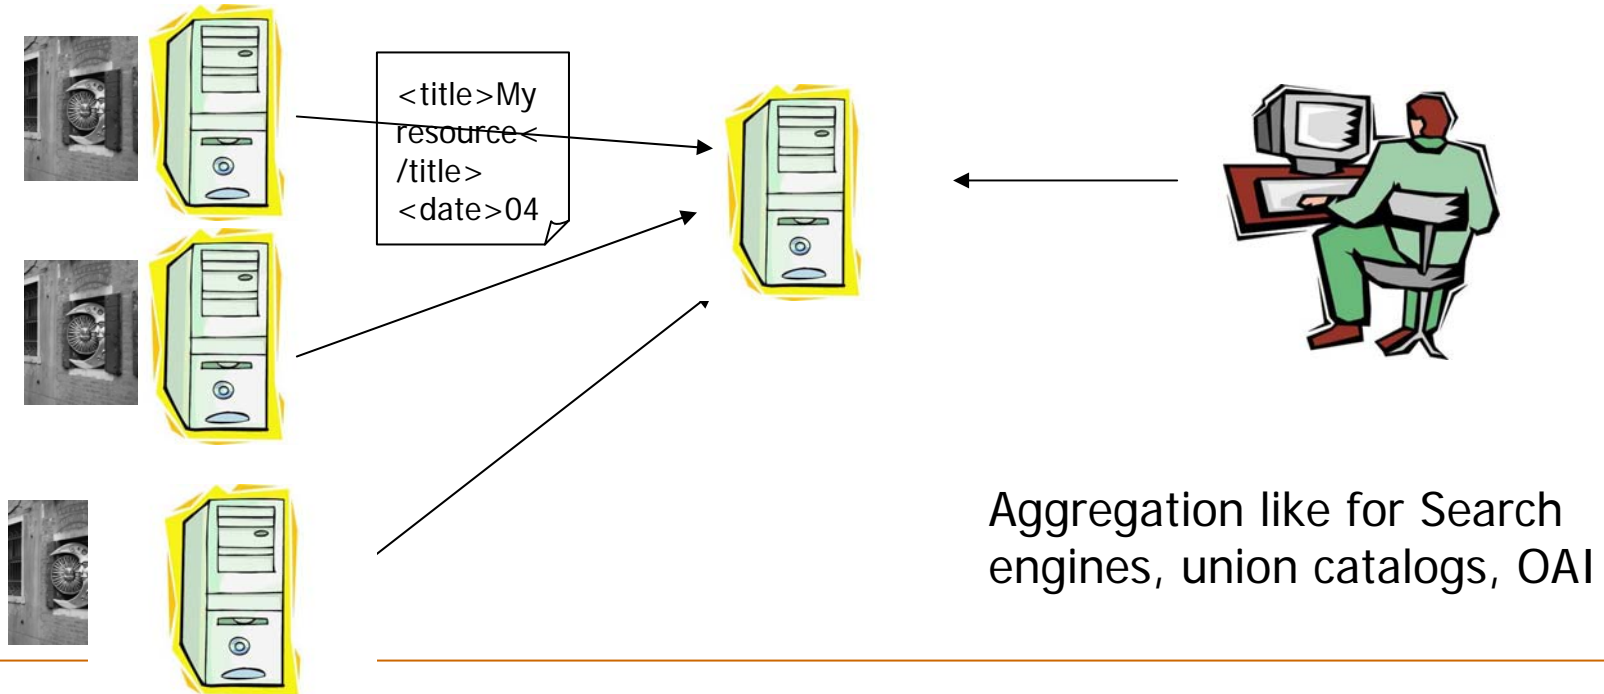 <title>My
resource<
/title>
<date>04
Aggregation like for Search
engines, union catalogs, OAI